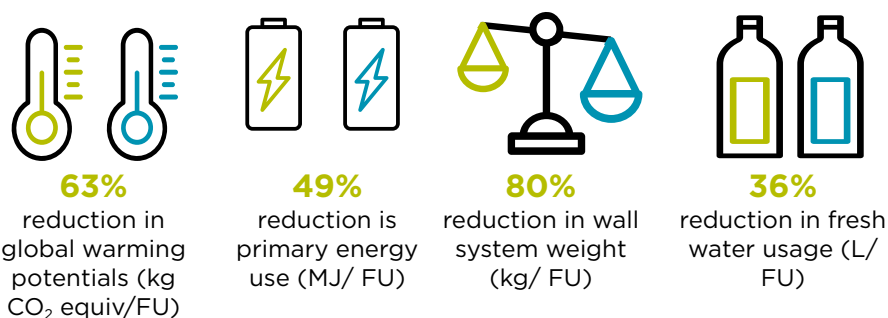 63%
reduction in
global warming
potentials (kg
CO₂ equiv/FU)
49%
reduction is
primary energy
use (MJ/ FU)
80%
reduction in wall
system weight
(kg/ FU)
36%
reduction in fresh
water usage (L/
FU)